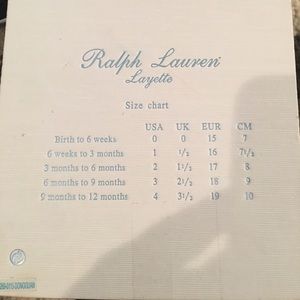 Ralph Lauren
Layette
Size chart
USA UK EUR CM
Birth to 6 weeks 0 0 15 7
6 weeks to 3 months 1 1/2 16 7 1/2
3 months to 6 months 2 1 1/2 17 8
6 months to 9 months 3 2 1/2 18 9
9 months to 12 months 4 3 1/2 19 10